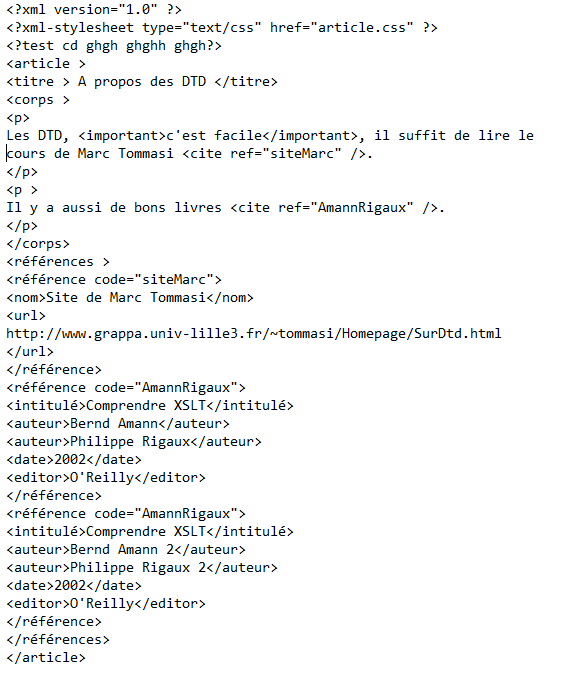 <?xml version="1.0" ?>
<?xml-stylesheet type="text/css" href="article.css" ?>
<?test cd ghgh ghghh ghgh?>
<article >
<titre > A propos des DTD </titre>
<corps >
<p>
Les DTD, <important>c'est facile</important>, il suffit de lire le
cours de Marc Tommasi <cite ref="siteMarc" />.
</p>
<p >
Il y a aussi de bons livres <cite ref="AmannRigaux" />.
</p>
</corps>
<références >
<référence code="siteMarc">
<nom>Site de Marc Tommasi</nom>
<url>
http://www.grappa.univ-lille3.fr/~tommasi/Homepage/SurDtd.html
</url>
</référence>
<référence code="AmannRigaux">
<intitulé>Comprendre XSLT</intitulé>
<auteur>Bernd Amann</auteur>
<auteur>Philippe Rigaux</auteur>
<date>2002</date>
<editor>O'Reilly</editor>
</référence>
<référence code="AmannRigaux">
<intitulé>Comprendre XSLT</intitulé>
<auteur>Bernd Amann 2</auteur>
<auteur>Philippe Rigaux 2</auteur>
<date>2002</date>
<editor>O'Reilly</editor>
</référence>
</références>
</article>